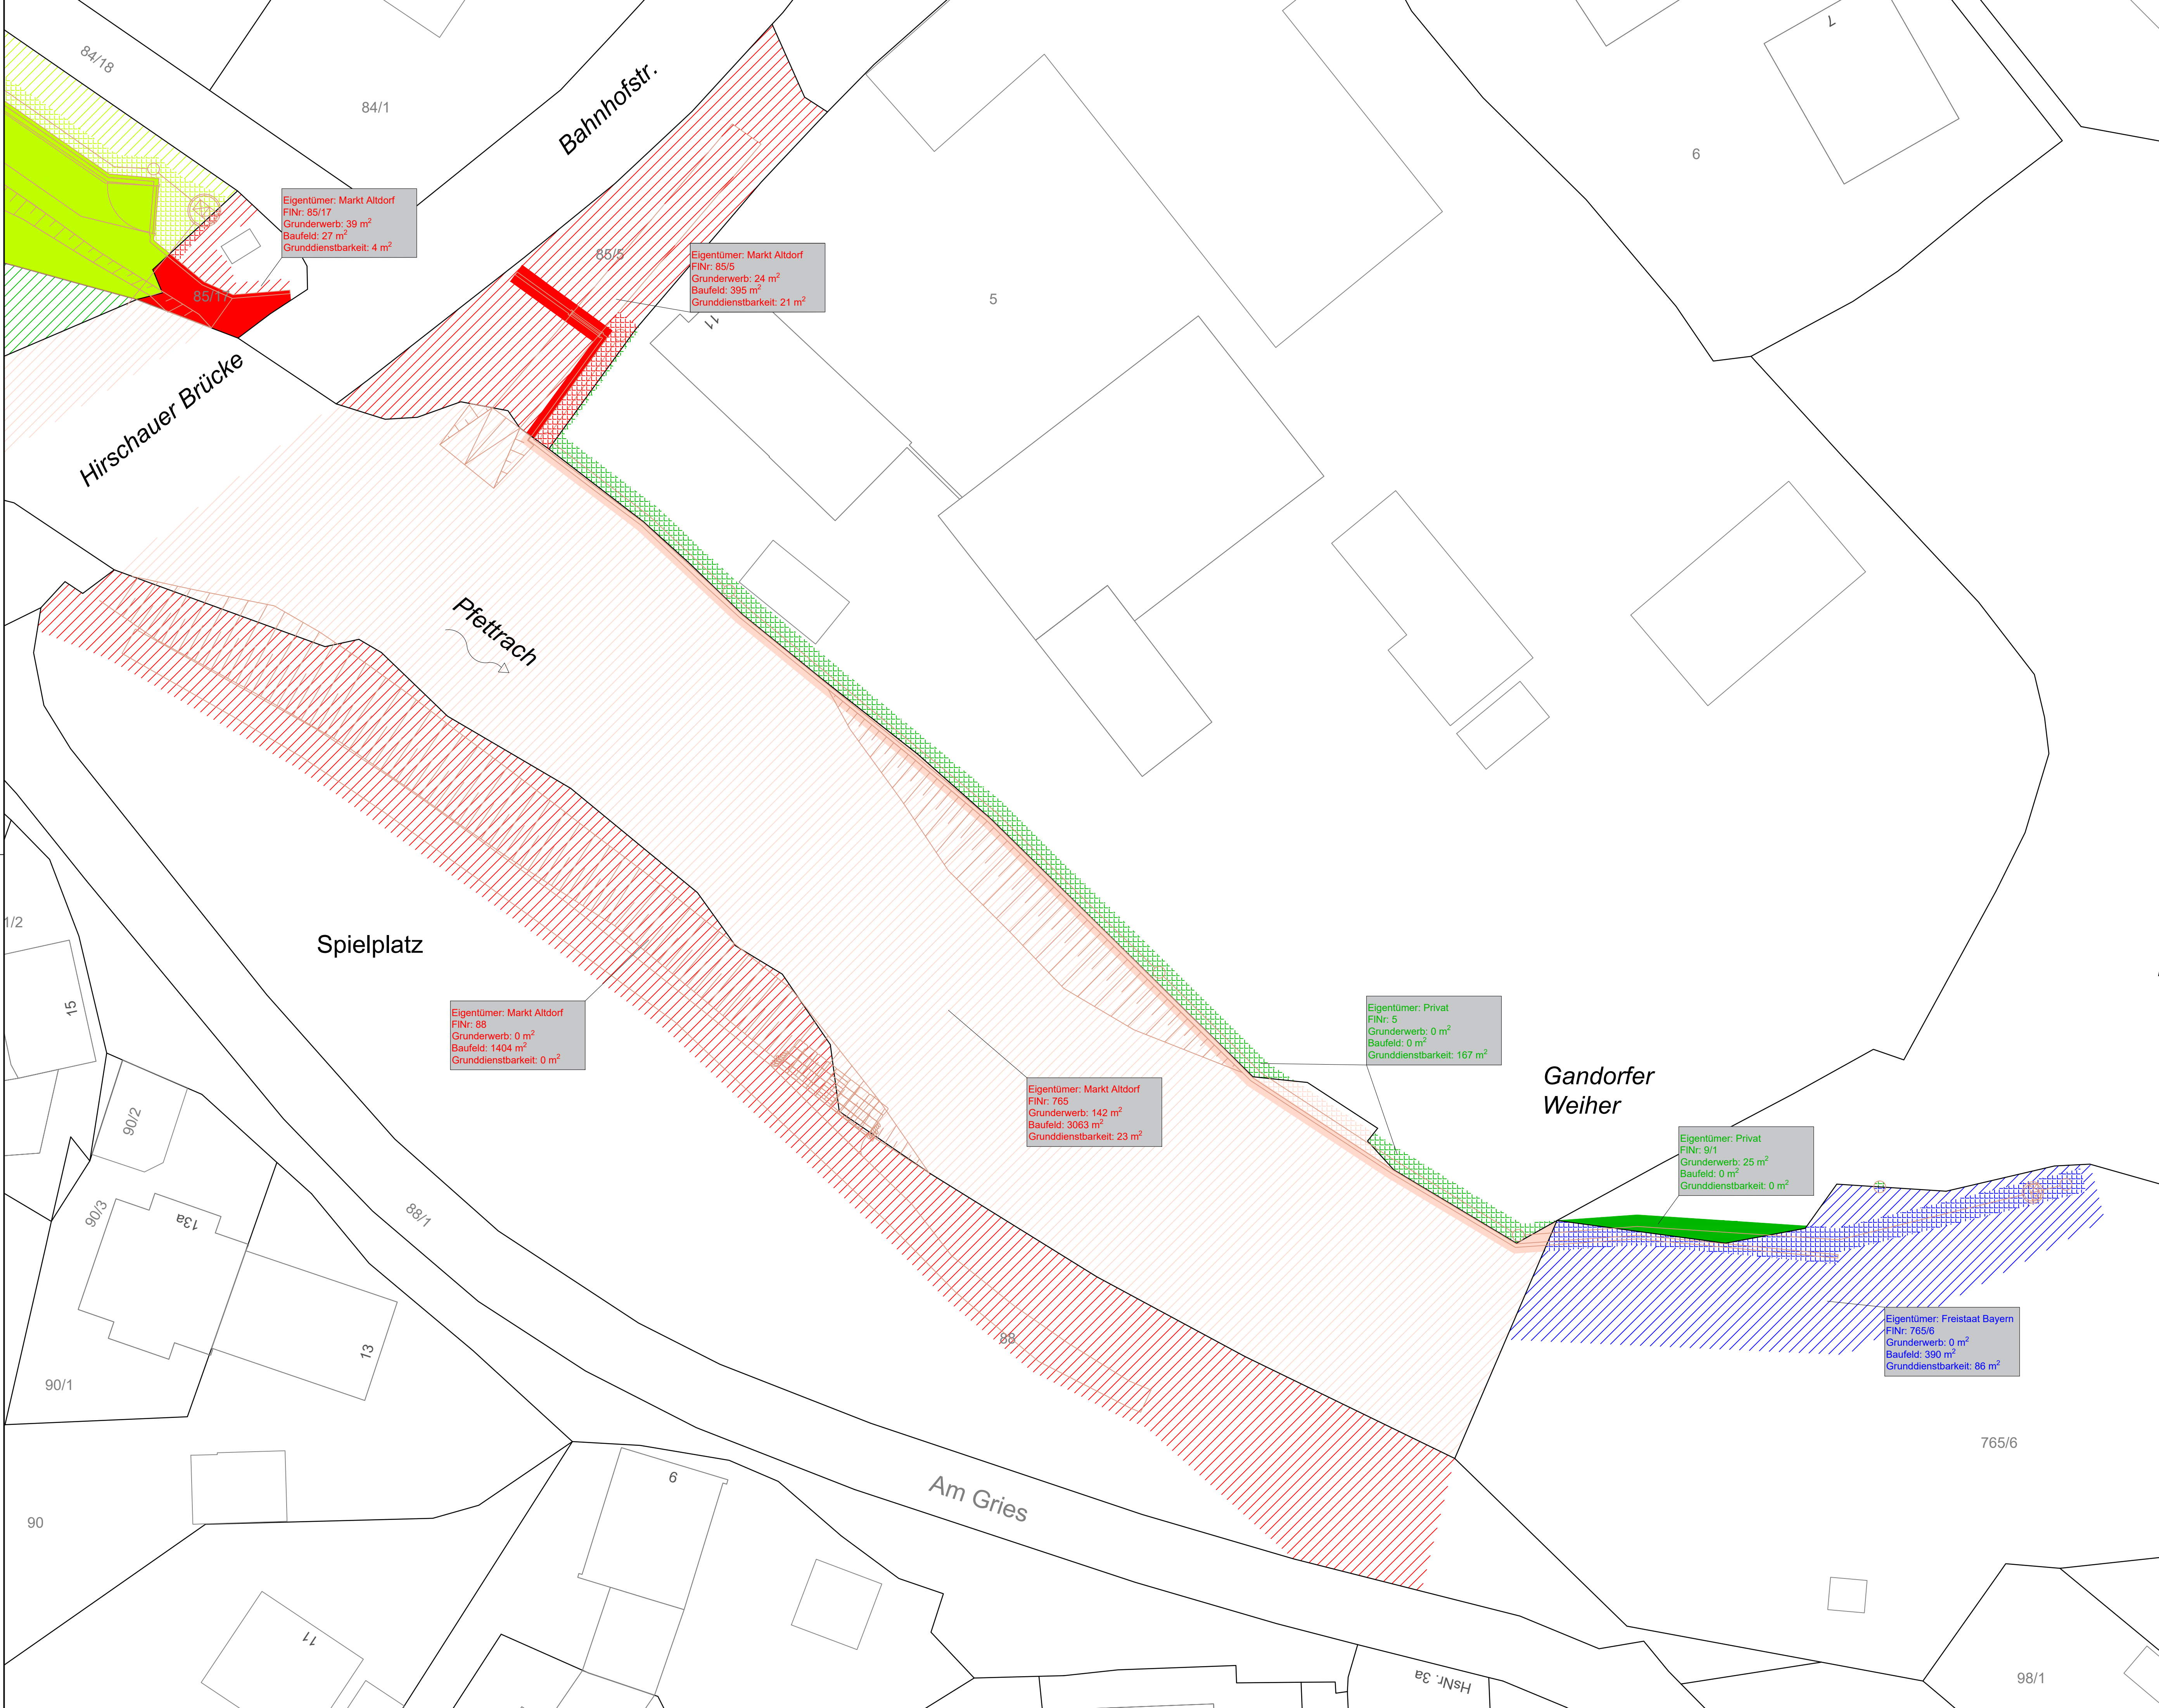 84/18
84/1
Bahnhofstr.
7
6
Eigentümer: Markt Altdorf
FlNr: 85/17
Grunderwerb: 39 m²
Baufeld: 27 m²
Grunddienstbarkeit: 4 m²
85/17
85/5
Eigentümer: Markt Altdorf
FlNr: 85/5
Grunderwerb: 24 m²
Baufeld: 395 m²
Grunddienstbarkeit: 21 m²
11
5
Hirschauer Brücke
Pfettrach
1/2
Spielplatz
15
Eigentümer: Markt Altdorf
FlNr: 88
Grunderwerb: 0 m²
Baufeld: 1404 m²
Grunddienstbarkeit: 0 m²
Eigentümer: Privat
FlNr: 5
Grunderwerb: 0 m²
Baufeld: 0 m²
Grunddienstbarkeit: 167 m²
Eigentümer: Markt Altdorf
FlNr: 765
Grunderwerb: 142 m²
Baufeld: 3063 m²
Grunddienstbarkeit: 23 m²
Gandorfer
Weiher
Eigentümer: Privat
FlNr: 9/1
Grunderwerb: 25 m²
Baufeld: 0 m²
Grunddienstbarkeit: 0 m²
90/2
90/3
13a
88/1
13
88
Eigentümer: Freistaat Bayern
FlNr: 765/6
Grunderwerb: 0 m²
Baufeld: 390 m²
Grunddienstbarkeit: 86 m²
90/1
765/6
9
Am Gries
90
11
HsNr. 3a
98/1